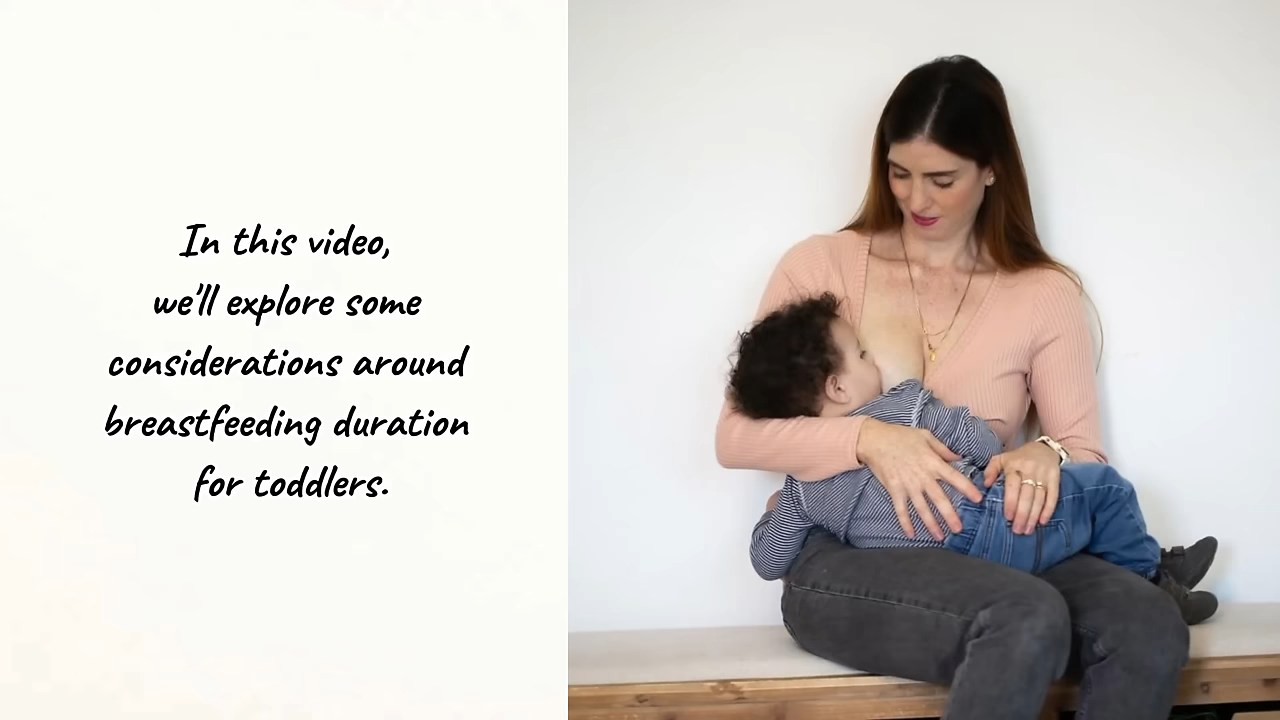 In this video,
we'll explore some
considerations around
breastfeeding duration
for toddlers.